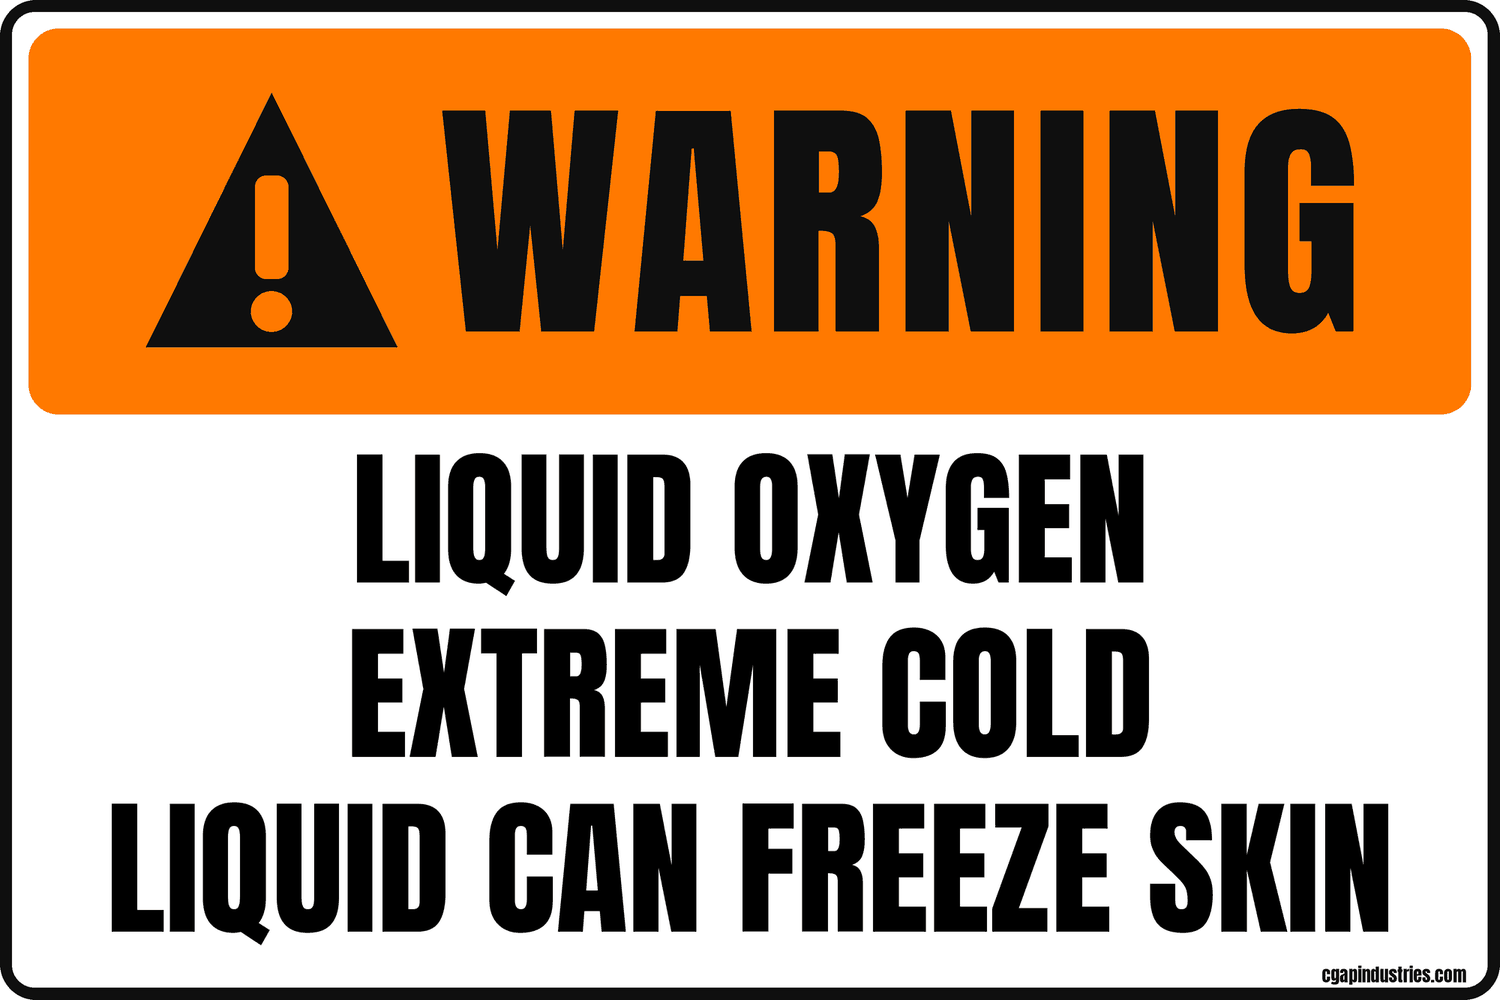 WARNING
LIQUID OXYGEN
EXTREME COLD
LIQUID CAN FREEZE SKIN
cgapindustries.com